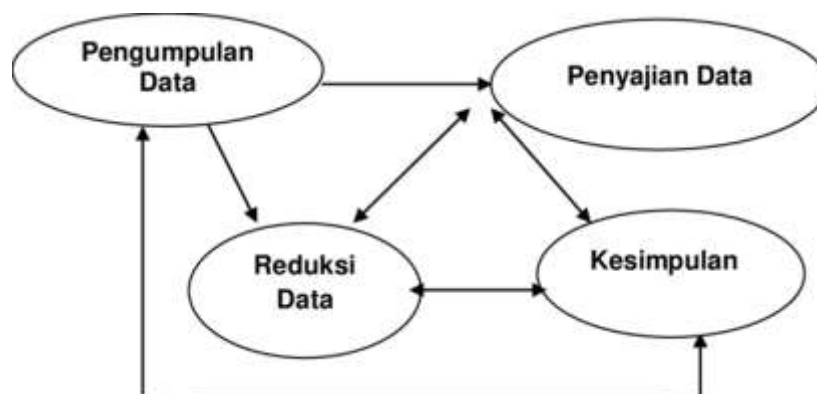 Pengumpulan
Data
Penyajian Data
Reduksi
Data
Kesimpulan